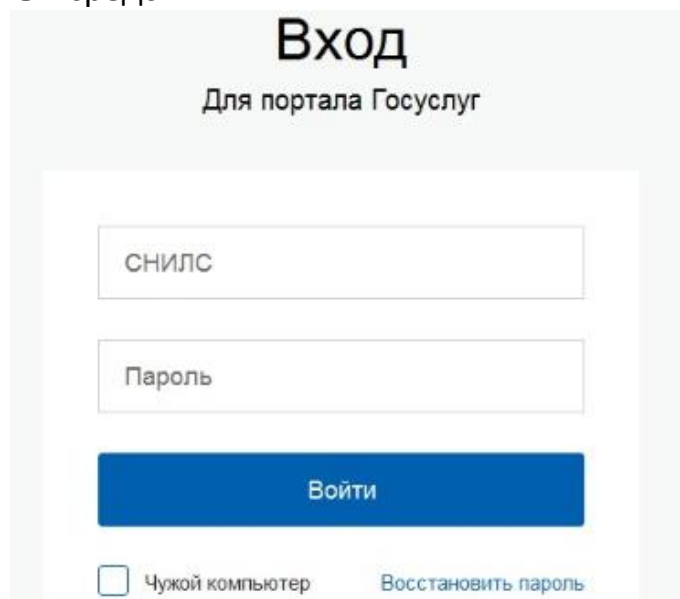 Вход
Для портала Госуслуг
СНИЛС
Пароль
Войти
Чужой компьютер Восстановить пароль